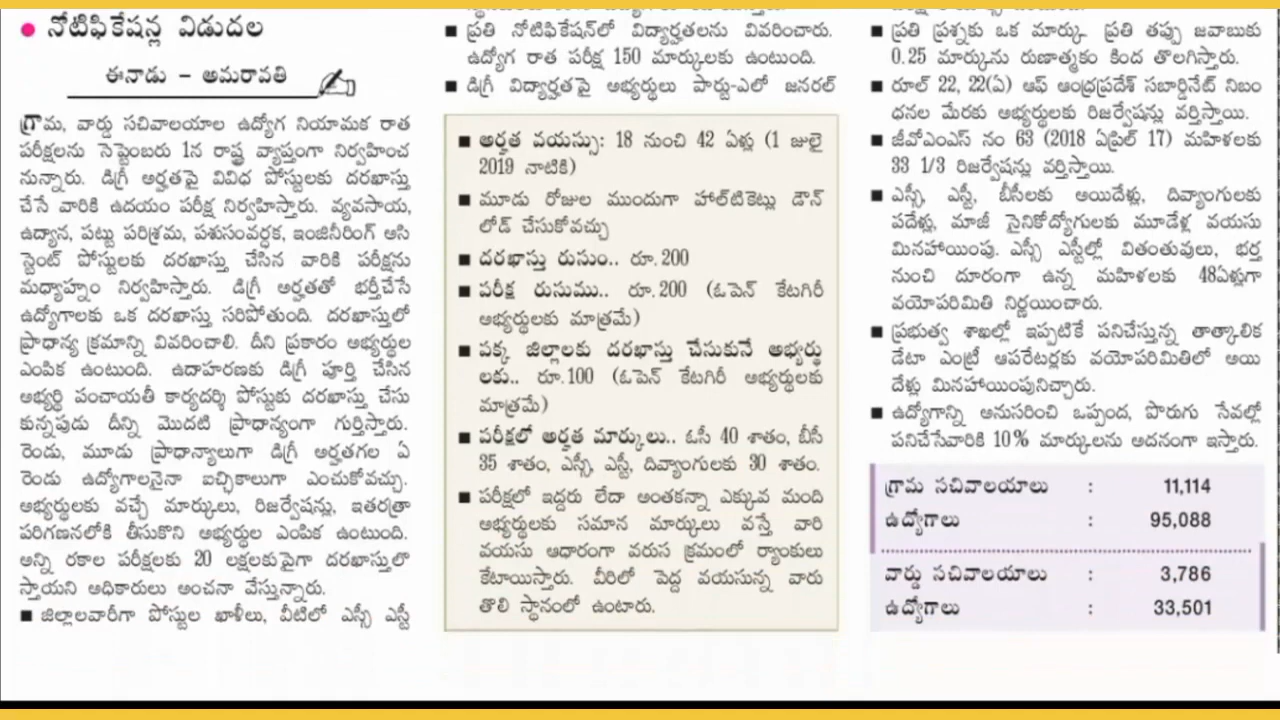 నోటిఫికేషన్ల విడుదల
ఈనాడు - అమరావతి
గ్రామ, వార్డు సచివాలయాల ఉద్యోగ నియామక రాత
పరీక్షలను సెప్టెంబరు 1న రాష్ట్ర వ్యాప్తంగా నిర్వహించ
నున్నారు. డిగ్రీ అర్హతపై వివిధ పోస్టులకు దరఖాస్తు
చేసే వారికి ఉదయం పరీక్ష నిర్వహిస్తారు. వ్యవసాయ,
ఉద్యాన, పట్టు పరిశ్రమ, పశుసంవర్ధక, ఇంజినీరింగ్ అసి
స్టెంట్ పోస్టులకు దరఖాస్తు చేసిన వారికి పరీక్షను
మధ్యాహ్నం నిర్వహిస్తారు. డిగ్రీ అర్హతతో భర్తీచేసే
ఉద్యోగాలకు ఒక దరఖాస్తు సరిపోతుంది. దరఖాస్తులో
ప్రాధాన్య క్రమాన్ని వివరించాలి. దీని ప్రకారం అభ్యర్థుల
ఎంపిక ఉంటుంది. ఉదాహరణకు డిగ్రీ పూర్తి చేసిన
అభ్యర్థి పంచాయతీ కార్యదర్శి పోస్టుకు దరఖాస్తు చేసు
కున్నపుడు దీన్ని మొదటి ప్రాధాన్యంగా గుర్తిస్తారు.
రెండు, మూడు ప్రాధాన్యాలుగా డిగ్రీ అర్హతగల ఏ
రెండు ఉద్యోగాలనైనా ఐచ్ఛికాలుగా ఎంచుకోవచ్చు.
అభ్యర్థులకు వచ్చే మార్కులు, రిజర్వేషన్లు, ఇతరత్రా
పరిగణనలోకి తీసుకొని అభ్యర్థుల ఎంపిక ఉంటుంది.
అన్ని రకాల పరీక్షలకు 20 లక్షలకుపైగా దరఖాస్తులొ
స్తాయని అధికారులు అంచనా వేస్తున్నారు.
■ జిల్లాలవారీగా పోస్టుల ఖాళీలు, వీటిలో ఎస్సీ ఎస్టీ
■ ప్రతి నోటిఫికేషన్‌లో విద్యార్హతలను వివరించారు.
ఉద్యోగ రాత పరీక్ష 150 మార్కులకు ఉంటుంది.
■ డిగ్రీ విద్యార్హతపై అభ్యర్థులు పార్టు-ఎలో జనరల్
■ అర్హత వయస్సు: 18 నుంచి 42 ఏళ్లు (1 జులై
2019 నాటికి)
■ మూడు రోజుల ముందుగా హాల్‌టికెట్లు డౌన్
లోడ్ చేసుకోవచ్చు
■ దరఖాస్తు రుసుం.. రూ.200
■ పరీక్ష రుసుము.. రూ.200 (ఓపెన్ కేటగిరీ
అభ్యర్థులకు మాత్రమే)
■ పక్క జిల్లాలకు దరఖాస్తు చేసుకునే అభ్యర్థు
లకు.. రూ.100 (ఓపెన్ కేటగిరీ అభ్యర్థులకు
మాత్రమే)
■ పరీక్షలో అర్హత మార్కులు.. ఓసీ 40 శాతం, బీసీ
35 శాతం, ఎస్సీ, ఎస్టీ, దివ్యాంగులకు 30 శాతం.
■ పరీక్షలో ఇద్దరు లేదా అంతకన్నా ఎక్కువ మంది
అభ్యర్థులకు సమాన మార్కులు వస్తే వారి
వయసు ఆధారంగా వరుస క్రమంలో ర్యాంకులు
కేటాయిస్తారు. వీరిలో పెద్ద వయసున్న వారు
తొలి స్థానంలో ఉంటారు.
■ ప్రతి ప్రశ్నకు ఒక మార్కు. ప్రతి తప్పు జవాబుకు
0.25 మార్కును రుణాత్మకం కింద తొలగిస్తారు.
■ రూల్ 22, 22(ఏ) ఆఫ్ ఆంధ్రప్రదేశ్ సబార్డినేట్ నిబం
ధనల మేరకు అభ్యర్థులకు రిజర్వేషన్లు వర్తిస్తాయి.
■ జీవోఎంఎస్ నం 63 (2018 ఏప్రిల్ 17) మహిళలకు
33 1/3 రిజర్వేషన్లు వర్తిస్తాయి.
■ ఎస్సీ, ఎస్టీ, బీసీలకు అయిదేళ్లు, దివ్యాంగులకు
పదేళ్లు, మాజీ సైనికోద్యోగులకు మూడేళ్ల వయసు
మినహాయింపు. ఎస్సీ ఎస్టీల్లో వితంతువులు, భర్త
నుంచి దూరంగా ఉన్న మహిళలకు 48ఏళ్లుగా
వయోపరిమితి నిర్ణయించారు.
■ ప్రభుత్వ శాఖల్లో ఇప్పటికే పనిచేస్తున్న తాత్కాలిక
డేటా ఎంట్రీ ఆపరేటర్లకు వయోపరిమితిలో అయి
దేళ్లు మినహాయింపునిచ్చారు.
■ ఉద్యోగాన్ని అనుసరించి ఒప్పంద, పొరుగు సేవల్లో
పనిచేసేవారికి 10% మార్కులను అదనంగా ఇస్తారు.
గ్రామ సచివాలయాలు : 11,114
ఉద్యోగాలు : 95,088
వార్డు సచివాలయాలు : 3,786
ఉద్యోగాలు : 33,501